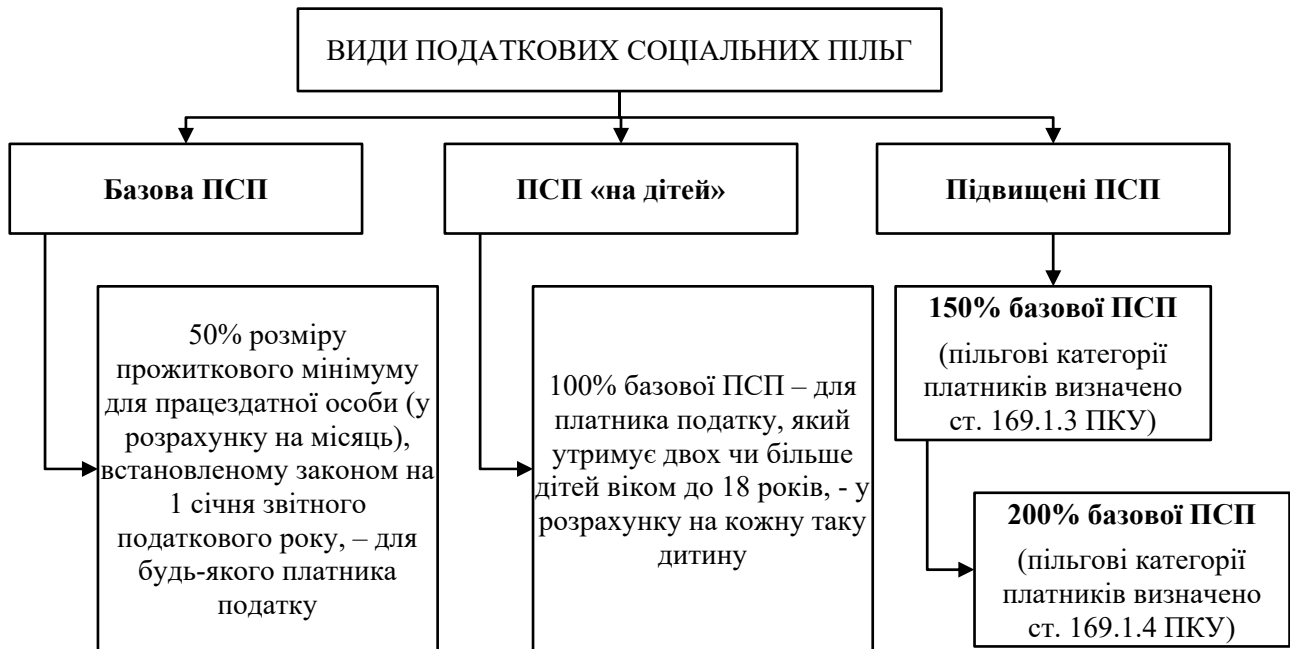 ВИДИ ПОДАТКОВИХ СОЦІАЛЬНИХ ПІЛЬГ
Базова ПСП
ПСП «на дітей»
Підвищені ПСП
50% розміру
прожиткового мінімуму
для працездатної особи (у
розрахунку на місяць),
встановленому законом на
1 січня звітного
податкового року, – для
будь-якого платника
податку
100% базової ПСП – для
платника податку, який
утримує двох чи більше
дітей віком до 18 років, - у
розрахунку на кожну таку
дитину
150% базової ПСП
(пільгові категорії
платників визначено
ст. 169.1.3 ПКУ)
200% базової ПСП
(пільгові категорії
платників визначено
ст. 169.1.4 ПКУ)